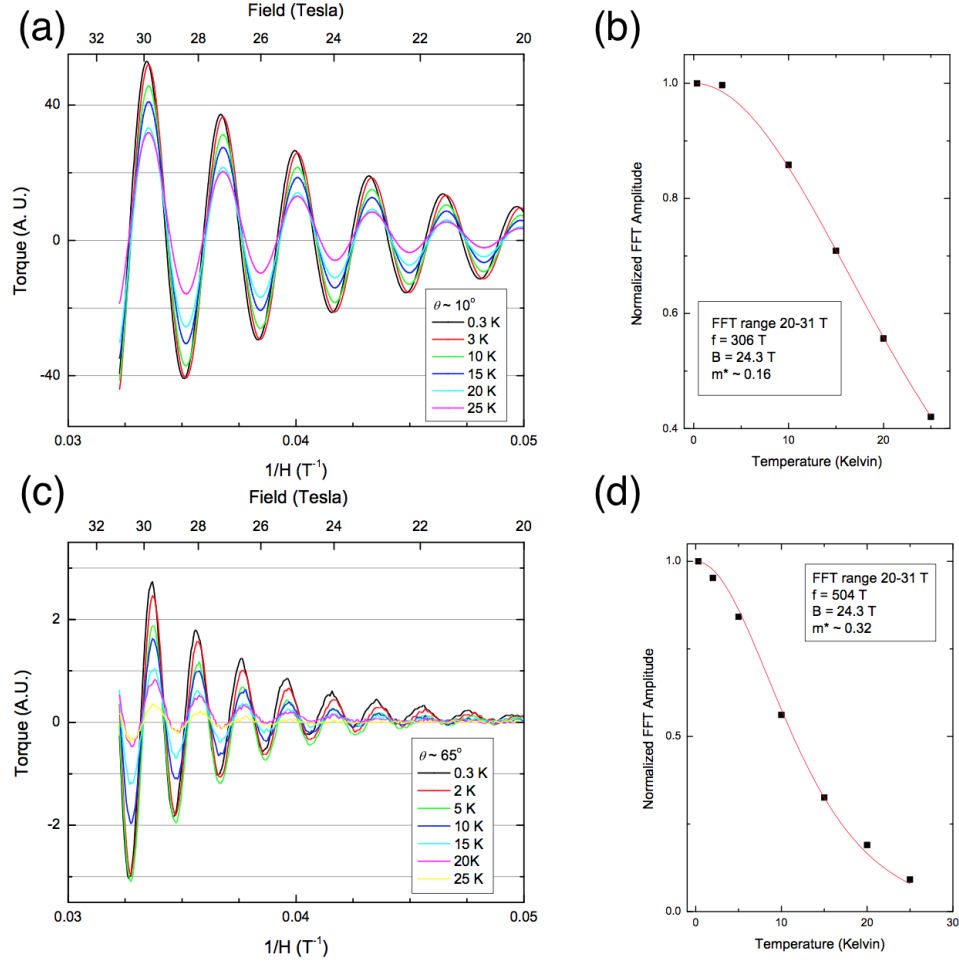 (a)
Field (Tesla)
32 30 28 26 24 22 20
Torque (A. U.)
40
0
-40
θ ~ 10°
0.3 K
3 K
10 K
15 K
20 K
25 K
0.03 0.04 0.05
1/H (T⁻¹)
(b)
Normalized FFT Amplitude
1.0
0.8
0.6
0.4
FFT range 20-31 T
f = 306 T
B = 24.3 T
m* ~ 0.16
0 10 20
Temperature (Kelvin)
(c)
Field (Tesla)
32 30 28 26 24 22 20
Torque (A.U.)
2
0
-2
θ ~ 65°
0.3 K
2 K
5 K
10 K
15 K
20K
25 K
0.03 0.04 0.05
1/H (T⁻¹)
(d)
Normalized FFT Amplitude
1.0
0.5
0.0
FFT range 20-31 T
f = 504 T
B = 24.3 T
m* ~ 0.32
0 10 20 30
Temperature (Kelvin)